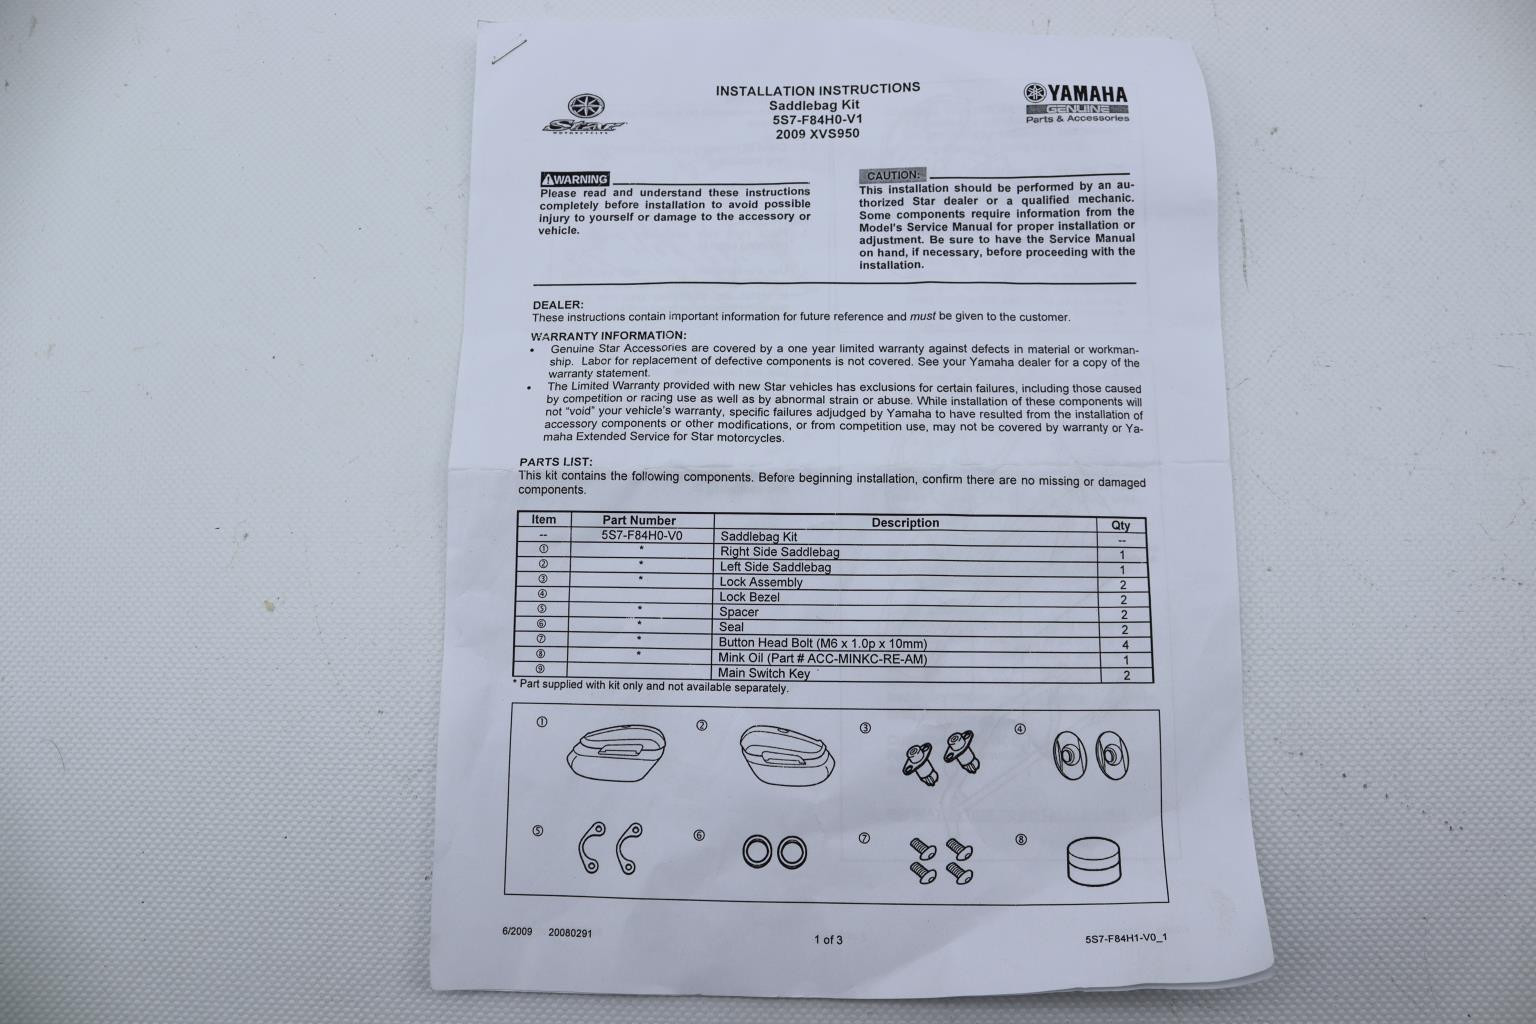 INSTALLATION INSTRUCTIONS
Saddlebag Kit
5S7-F84H0-V1
2009 XVS950
Star
MOTORCYCLES
YAMAHA
GENUINE
Parts & Accessories
WARNING
Please read and understand these instructions
completely before installation to avoid possible
injury to yourself or damage to the accessory or
vehicle.
CAUTION:
This installation should be performed by an au-
thorized Star dealer or a qualified mechanic.
Some components require information from the
Model's Service Manual for proper installation or
adjustment. Be sure to have the Service Manual
on hand, if necessary, before proceeding with the
installation.
DEALER:
These instructions contain important information for future reference and must be given to the customer.
WARRANTY INFORMATION:
• Genuine Star Accessories are covered by a one year limited warranty against defects in material or workman-
ship. Labor for replacement of defective components is not covered. See your Yamaha dealer for a copy of the
warranty statement.
• The Limited Warranty provided with new Star vehicles has exclusions for certain failures, including those caused
by competition or racing use as well as by abnormal strain or abuse. While installation of these components will
not "void" your vehicle's warranty, specific failures adjudged by Yamaha to have resulted from the installation of
accessory components or other modifications, or from competition use, may not be covered by warranty or Ya-
maha Extended Service for Star motorcycles.
PARTS LIST:
This kit contains the following components. Before beginning installation, confirm there are no missing or damaged
components.
Item Part Number Description Qty
-- 5S7-F84H0-V0 Saddlebag Kit --
① * Right Side Saddlebag 1
② * Left Side Saddlebag 1
③ * Lock Assembly 2
④ Lock Bezel 2
⑤ * Spacer 2
⑥ * Seal 2
⑦ * Button Head Bolt (M6 x 1.0p x 10mm) 4
⑧ * Mink Oil (Part # ACC-MINKC-RE-AM) 1
⑨ Main Switch Key 2
* Part supplied with kit only and not available separately.
① ② ③ ④
⑤ ⑥ ⑦ ⑧
6/2009 20080291 1 of 3 5S7-F84H1-V0_1